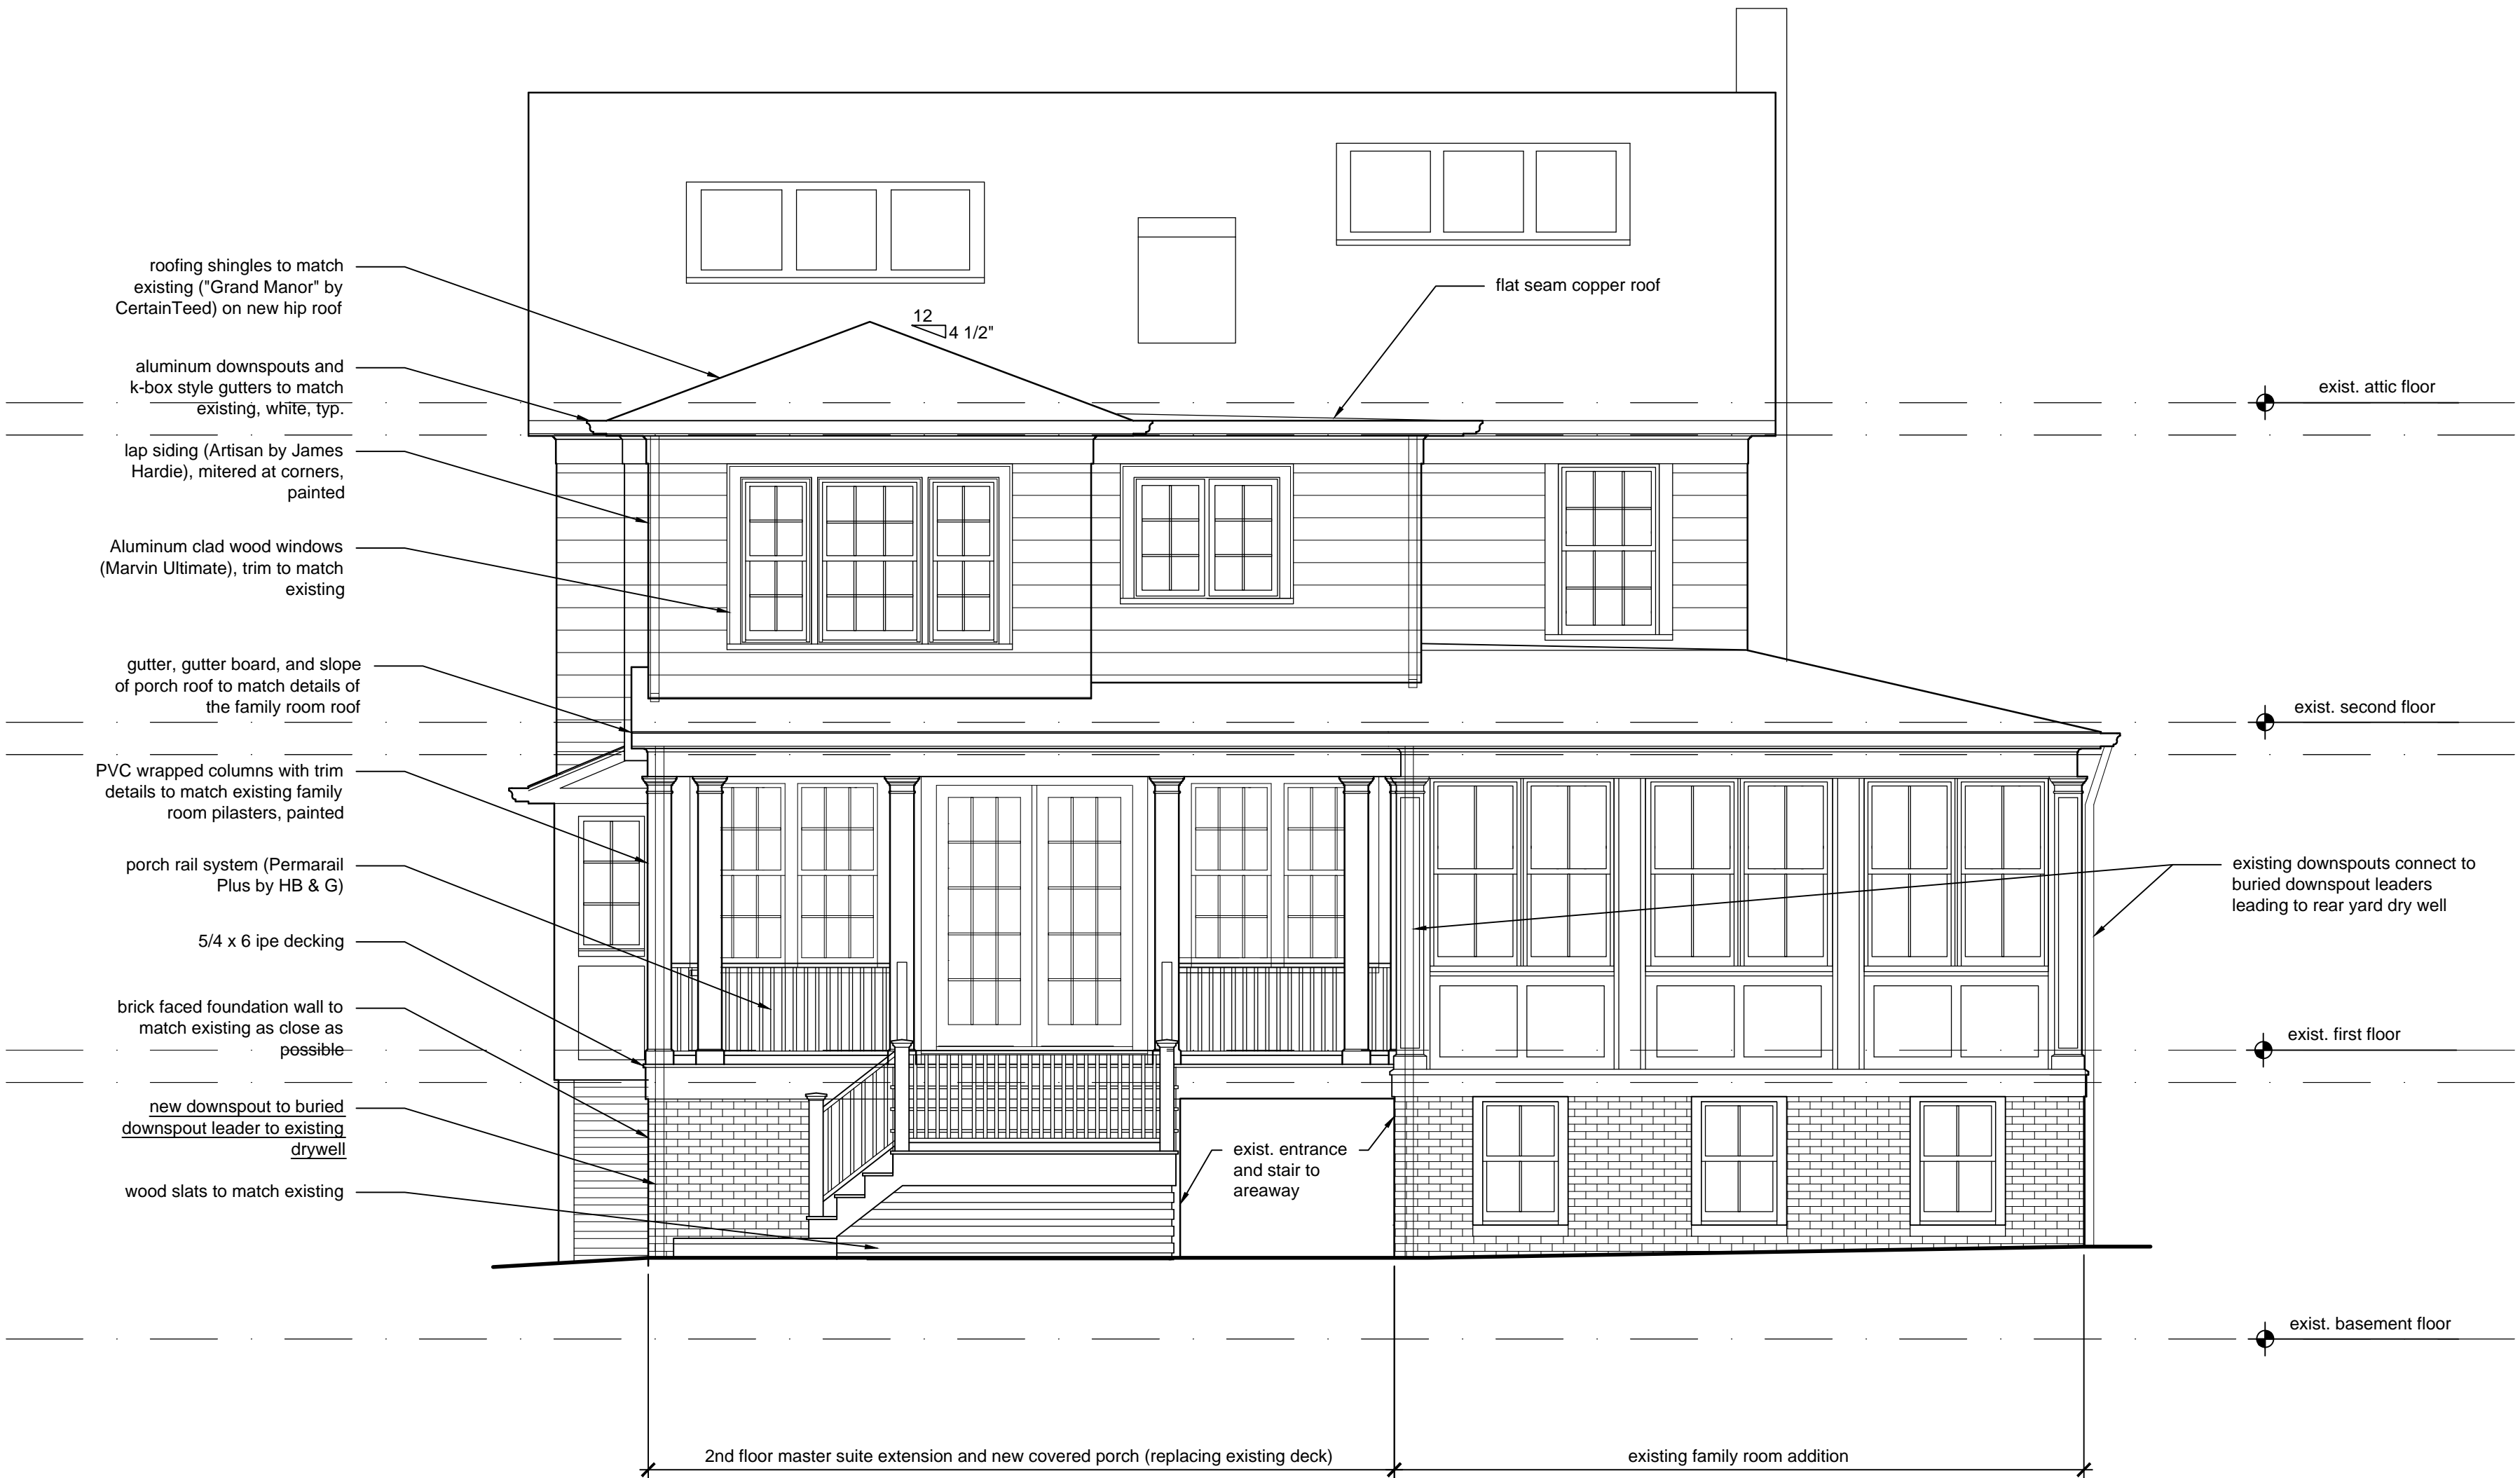 roofing shingles to match
existing ("Grand Manor" by
CertainTeed) on new hip roof
12
4 1/2"
flat seam copper roof
aluminum downspouts and
k-box style gutters to match
existing, white, typ.
exist. attic floor
lap siding (Artisan by James
Hardie), mitered at corners,
painted
Aluminum clad wood windows
(Marvin Ultimate), trim to match
existing
gutter, gutter board, and slope
of porch roof to match details of
the family room roof
exist. second floor
PVC wrapped columns with trim
details to match existing family
room pilasters, painted
porch rail system (Permarail
Plus by HB & G)
existing downspouts connect to
buried downspout leaders
leading to rear yard dry well
5/4 x 6 ipe decking
brick faced foundation wall to
match existing as close as
possible
exist. first floor
new downspout to buried
downspout leader to existing
drywell
exist. entrance
and stair to
areaway
wood slats to match existing
exist. basement floor
2nd floor master suite extension and new covered porch (replacing existing deck)
existing family room addition